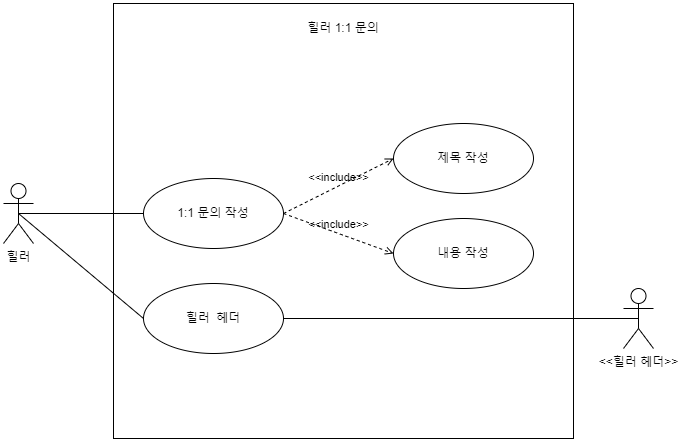 힐러 1:1 문의
제목 작성
<<include>>
1:1 문의 작성
<<include>>
내용 작성
힐러
힐러 헤더
<<힐러 헤더>>